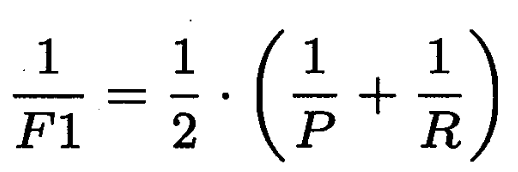 1/F1 = 1/2 · (1/P + 1/R)